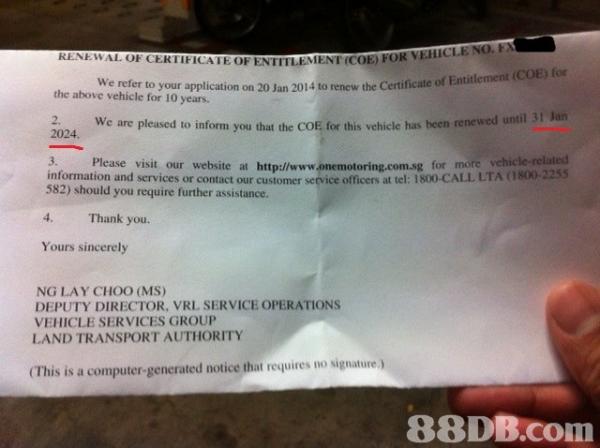 RENEWAL OF CERTIFICATE OF ENTITLEMENT (COE) FOR VEHICLE NO. FX
We refer to your application on 20 Jan 2014 to renew the Certificate of Entitlement (COE) for
the above vehicle for 10 years.
2. We are pleased to inform you that the COE for this vehicle has been renewed until 31 Jan
2024.
3. Please visit our website at http://www.onemotoring.com.sg for more vehicle-related
information and services or contact our customer service officers at tel: 1800-CALL LTA (1800-2255
582) should you require further assistance.
4. Thank you.
Yours sincerely
NG LAY CHOO (MS)
DEPUTY DIRECTOR, VRL SERVICE OPERATIONS
VEHICLE SERVICES GROUP
LAND TRANSPORT AUTHORITY
(This is a computer-generated notice that requires no signature.)
88DB.com